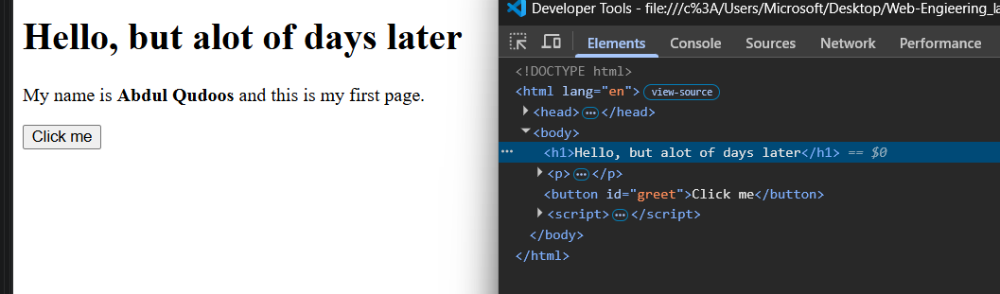 Hello, but alot of days later
My name is Abdul Qudoos and this is my first page.
Click me
Developer Tools - file:///c%3A/Users/Microsoft/Desktop/Web-Engieering_la
Elements Console Sources Network Performance
<!DOCTYPE html>
<html lang="en"> view-source
<head> … </head>
<body>
… <h1>Hello, but alot of days later</h1> == $0
<p> … </p>
<button id="greet">Click me</button>
<script> … </script>
</body>
</html>